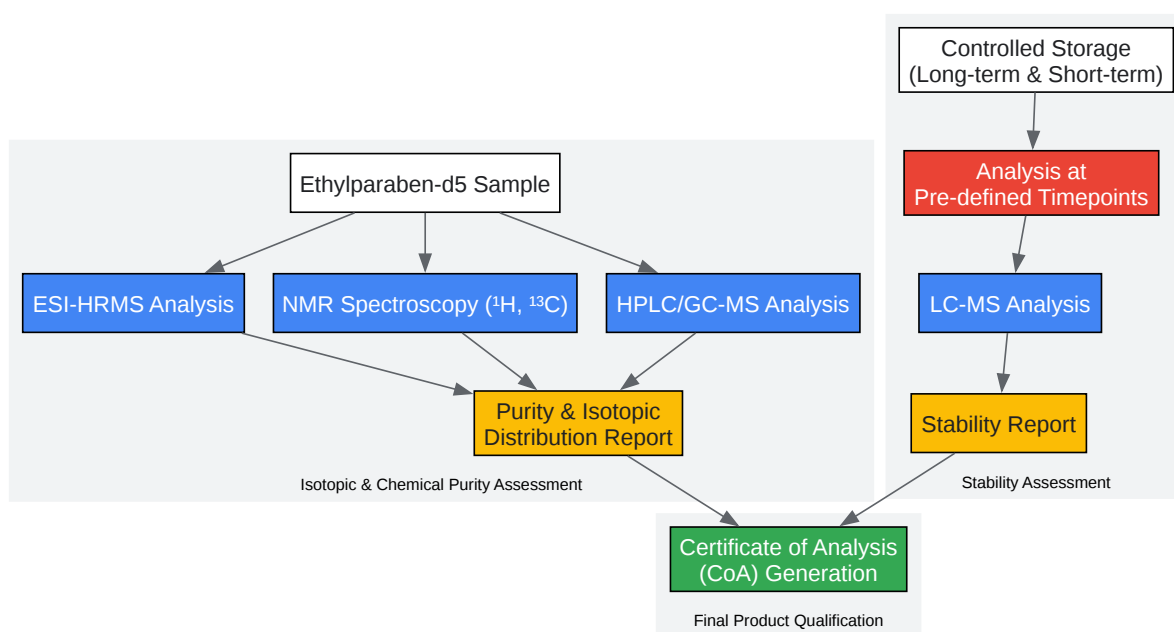 Controlled Storage
(Long-term & Short-term)
Ethylparaben-d5 Sample
Analysis at
Pre-defined Timepoints
ESI-HRMS Analysis
NMR Spectroscopy (¹H, ¹³C)
HPLC/GC-MS Analysis
LC-MS Analysis
Purity & Isotopic
Distribution Report
Stability Report
Isotopic & Chemical Purity Assessment
Stability Assessment
Certificate of Analysis
(CoA) Generation
Final Product Qualification